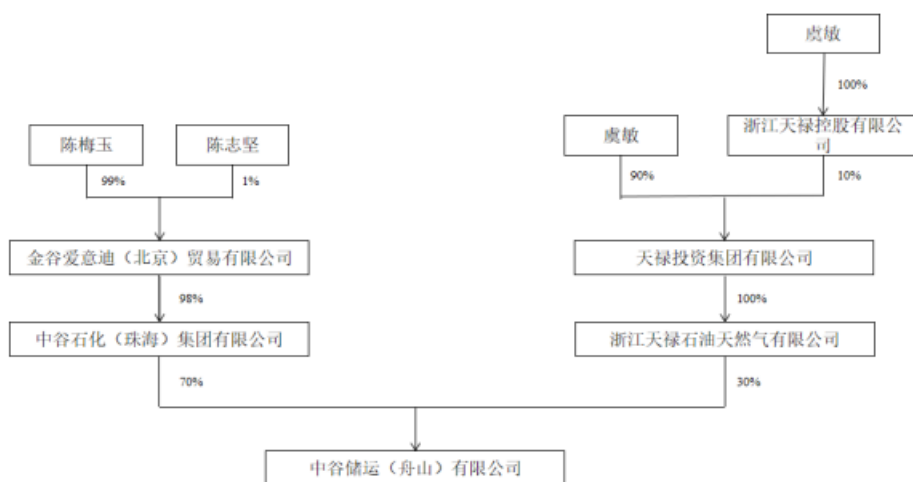 虞敏
100%
陈梅玉
陈志坚
虞敏
浙江天禄控股有限公
司
99%
1%
90%
10%
金谷爱意迪（北京）贸易有限公司
天禄投资集团有限公司
98%
100%
中谷石化（珠海）集团有限公司
浙江天禄石油天然气有限公司
70%
30%
中谷储运（舟山）有限公司